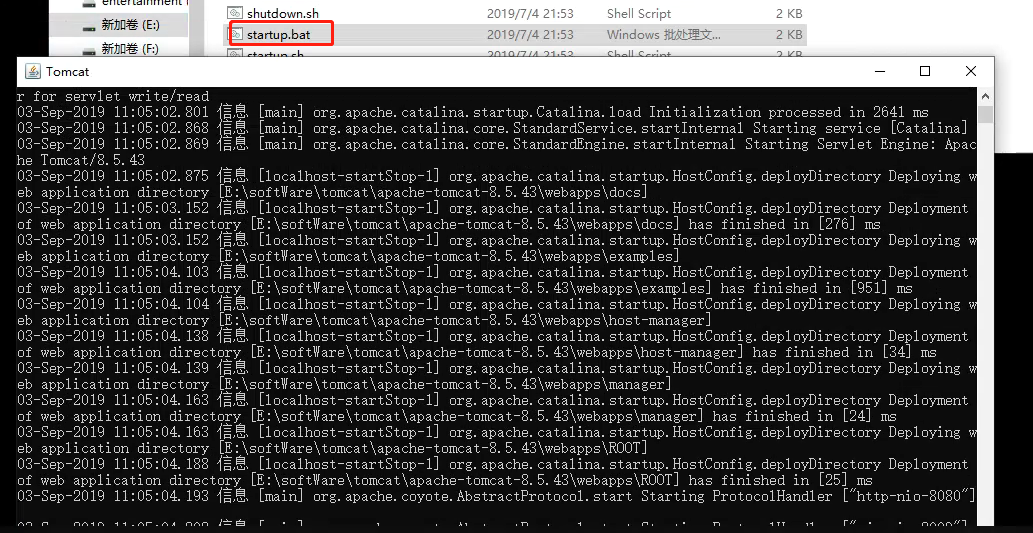 entertainment
新加卷 (E:)
新加卷 (F:)
shutdown.sh 2019/7/4 21:53 Shell Script 2 KB
startup.bat 2019/7/4 21:53 Windows 批处理文... 2 KB
startup.sh 2019/7/4 21:53 Shell Script 2 KB
Tomcat
r for servlet write/read
03-Sep-2019 11:05:02.801 信息 [main] org.apache.catalina.startup.Catalina.load Initialization processed in 2641 ms
03-Sep-2019 11:05:02.868 信息 [main] org.apache.catalina.core.StandardService.startInternal Starting service [Catalina]
03-Sep-2019 11:05:02.869 信息 [main] org.apache.catalina.core.StandardEngine.startInternal Starting Servlet Engine: Apac
he Tomcat/8.5.43
03-Sep-2019 11:05:02.875 信息 [localhost-startStop-1] org.apache.catalina.startup.HostConfig.deployDirectory Deploying w
eb application directory [E:\softWare\tomcat\apache-tomcat-8.5.43\webapps\docs]
03-Sep-2019 11:05:03.152 信息 [localhost-startStop-1] org.apache.catalina.startup.HostConfig.deployDirectory Deployment
of web application directory [E:\softWare\tomcat\apache-tomcat-8.5.43\webapps\docs] has finished in [276] ms
03-Sep-2019 11:05:03.152 信息 [localhost-startStop-1] org.apache.catalina.startup.HostConfig.deployDirectory Deploying w
eb application directory [E:\softWare\tomcat\apache-tomcat-8.5.43\webapps\examples]
03-Sep-2019 11:05:04.103 信息 [localhost-startStop-1] org.apache.catalina.startup.HostConfig.deployDirectory Deployment
of web application directory [E:\softWare\tomcat\apache-tomcat-8.5.43\webapps\examples] has finished in [951] ms
03-Sep-2019 11:05:04.104 信息 [localhost-startStop-1] org.apache.catalina.startup.HostConfig.deployDirectory Deploying w
eb application directory [E:\softWare\tomcat\apache-tomcat-8.5.43\webapps\host-manager]
03-Sep-2019 11:05:04.138 信息 [localhost-startStop-1] org.apache.catalina.startup.HostConfig.deployDirectory Deployment
of web application directory [E:\softWare\tomcat\apache-tomcat-8.5.43\webapps\host-manager] has finished in [34] ms
03-Sep-2019 11:05:04.139 信息 [localhost-startStop-1] org.apache.catalina.startup.HostConfig.deployDirectory Deploying w
eb application directory [E:\softWare\tomcat\apache-tomcat-8.5.43\webapps\manager]
03-Sep-2019 11:05:04.163 信息 [localhost-startStop-1] org.apache.catalina.startup.HostConfig.deployDirectory Deployment
of web application directory [E:\softWare\tomcat\apache-tomcat-8.5.43\webapps\manager] has finished in [24] ms
03-Sep-2019 11:05:04.163 信息 [localhost-startStop-1] org.apache.catalina.startup.HostConfig.deployDirectory Deploying w
eb application directory [E:\softWare\tomcat\apache-tomcat-8.5.43\webapps\ROOT]
03-Sep-2019 11:05:04.188 信息 [localhost-startStop-1] org.apache.catalina.startup.HostConfig.deployDirectory Deployment
of web application directory [E:\softWare\tomcat\apache-tomcat-8.5.43\webapps\ROOT] has finished in [25] ms
03-Sep-2019 11:05:04.193 信息 [main] org.apache.coyote.AbstractProtocol.start Starting ProtocolHandler ["http-nio-8080"]